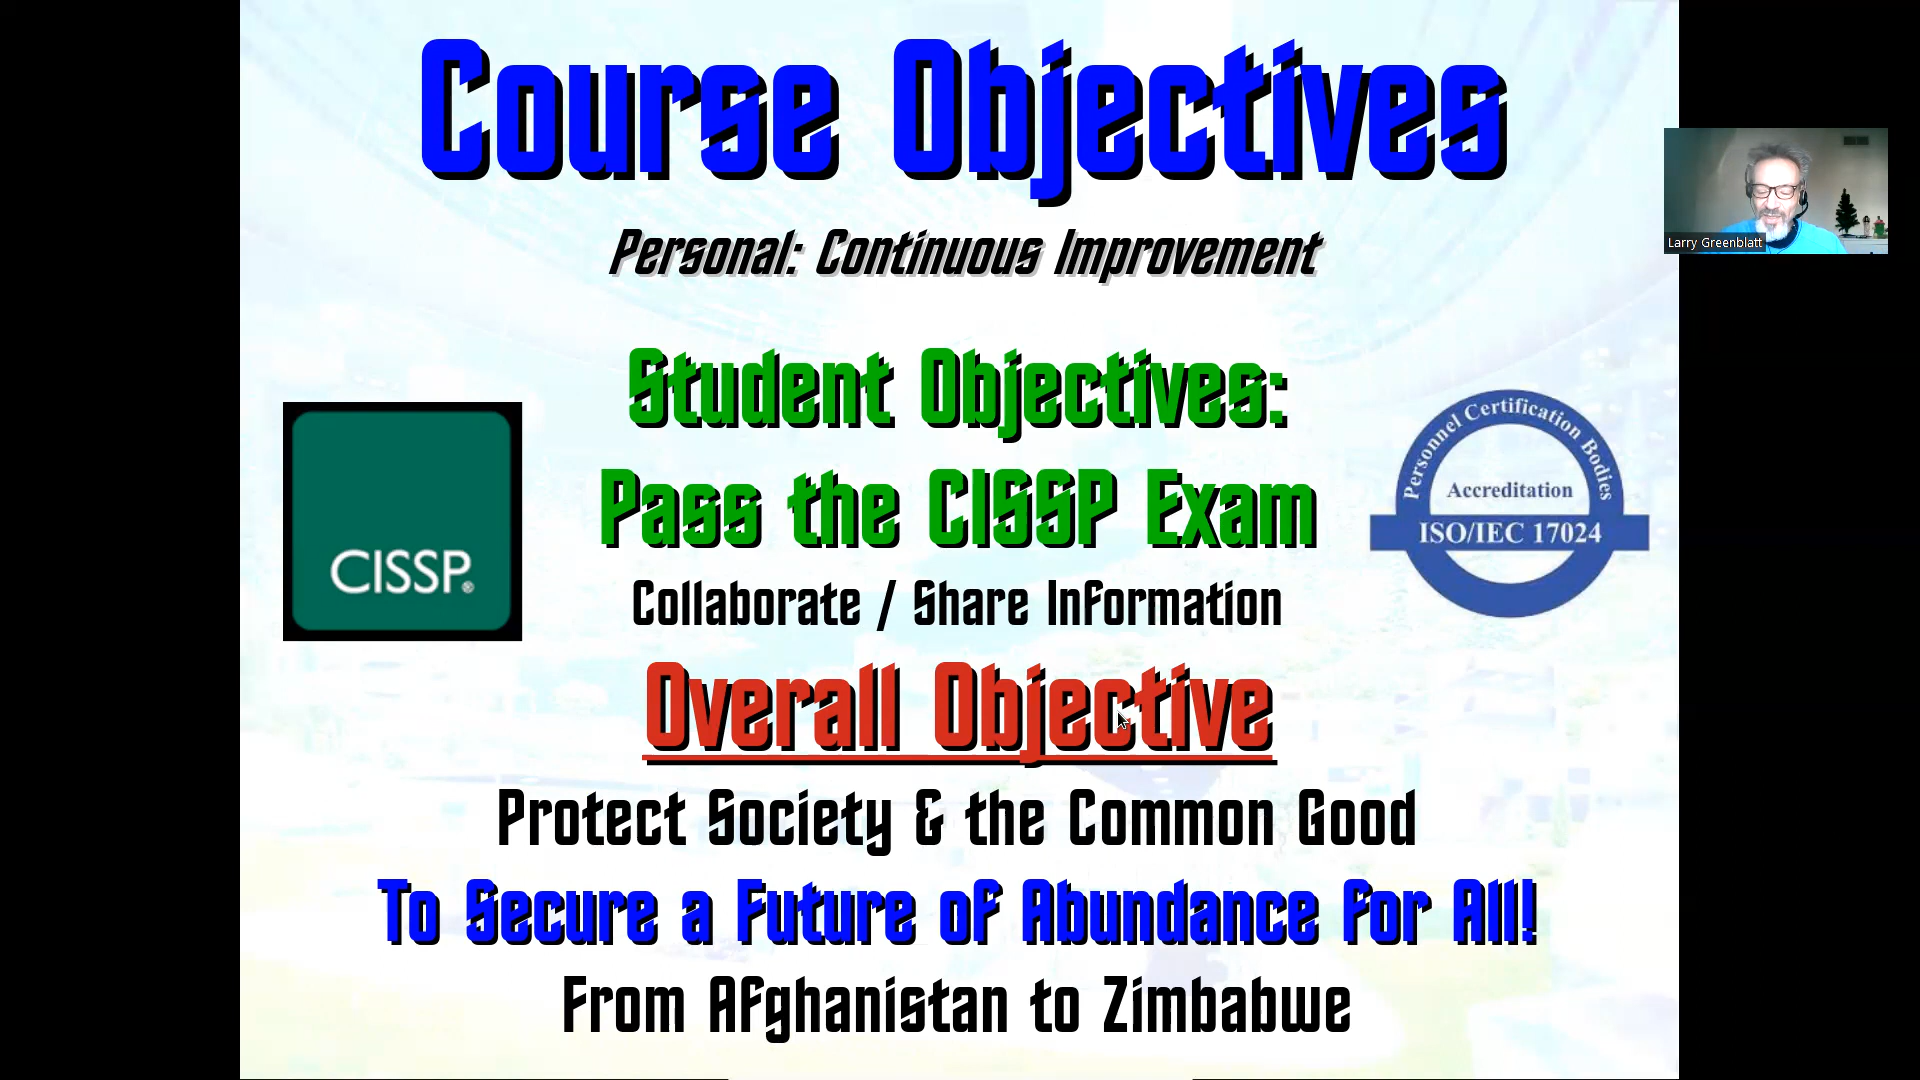 Course Objectives
Personal: Continuous Improvement
Student Objectives:
Pass the CISSP Exam
Collaborate / Share Information
Overall Objective
Protect Society & the Common Good
To Secure a Future of Abundance for All!
From Afghanistan to Zimbabwe
CISSP®
Personnel Certification Bodies
Accreditation
ISO/IEC 17024
Larry Greenblatt